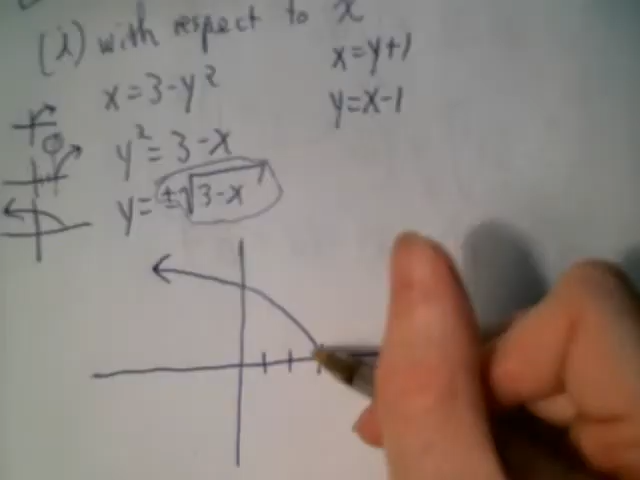 (i) with respect to x
x = 3 - y²
x = y + 1
y = x - 1
y² = 3 - x
y = ±√(3 - x)